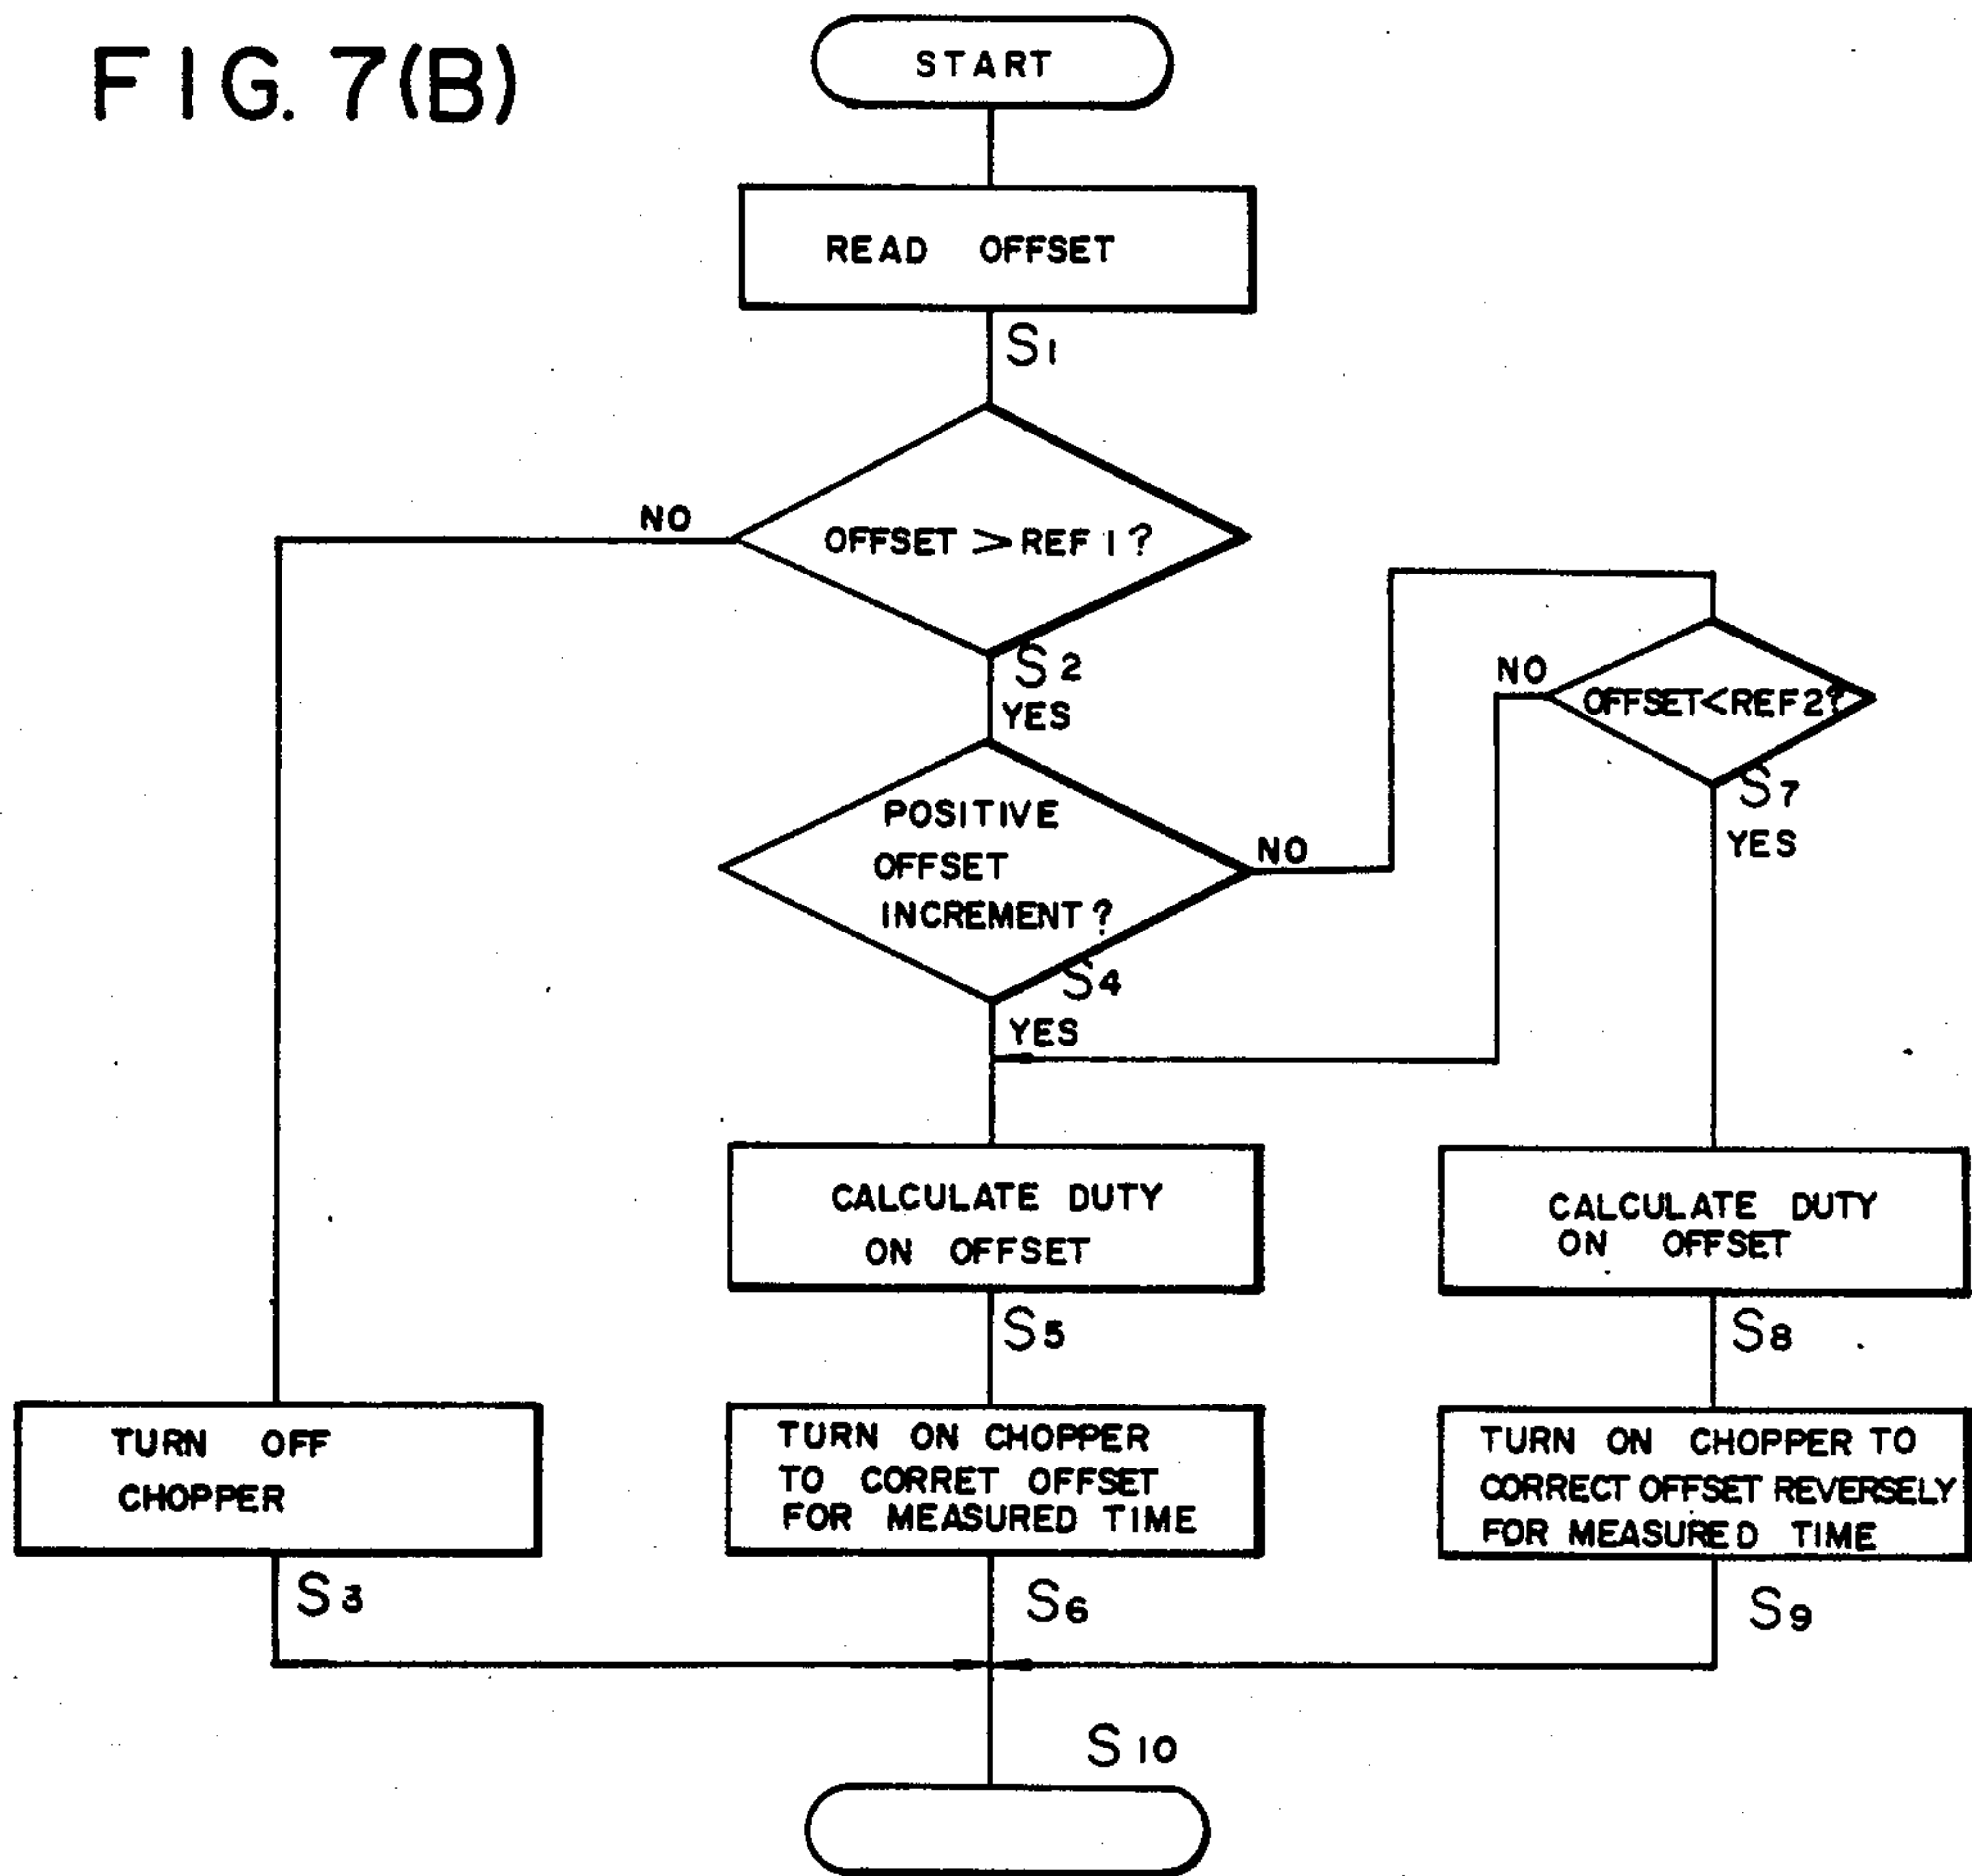 FIG. 7(B)
START
READ OFFSET
S1
NO
OFFSET > REF 1 ?
S2
YES
NO
OFFSET<REF2?
S7
YES
POSITIVE
OFFSET
INCREMENT ?
NO
S4
YES
CALCULATE DUTY
ON OFFSET
S5
CALCULATE DUTY
ON OFFSET
S8
TURN OFF
CHOPPER
S3
TURN ON CHOPPER
TO CORRET OFFSET
FOR MEASURED TIME
S6
TURN ON CHOPPER TO
CORRECT OFFSET REVERSELY
FOR MEASURED TIME
S9
S10